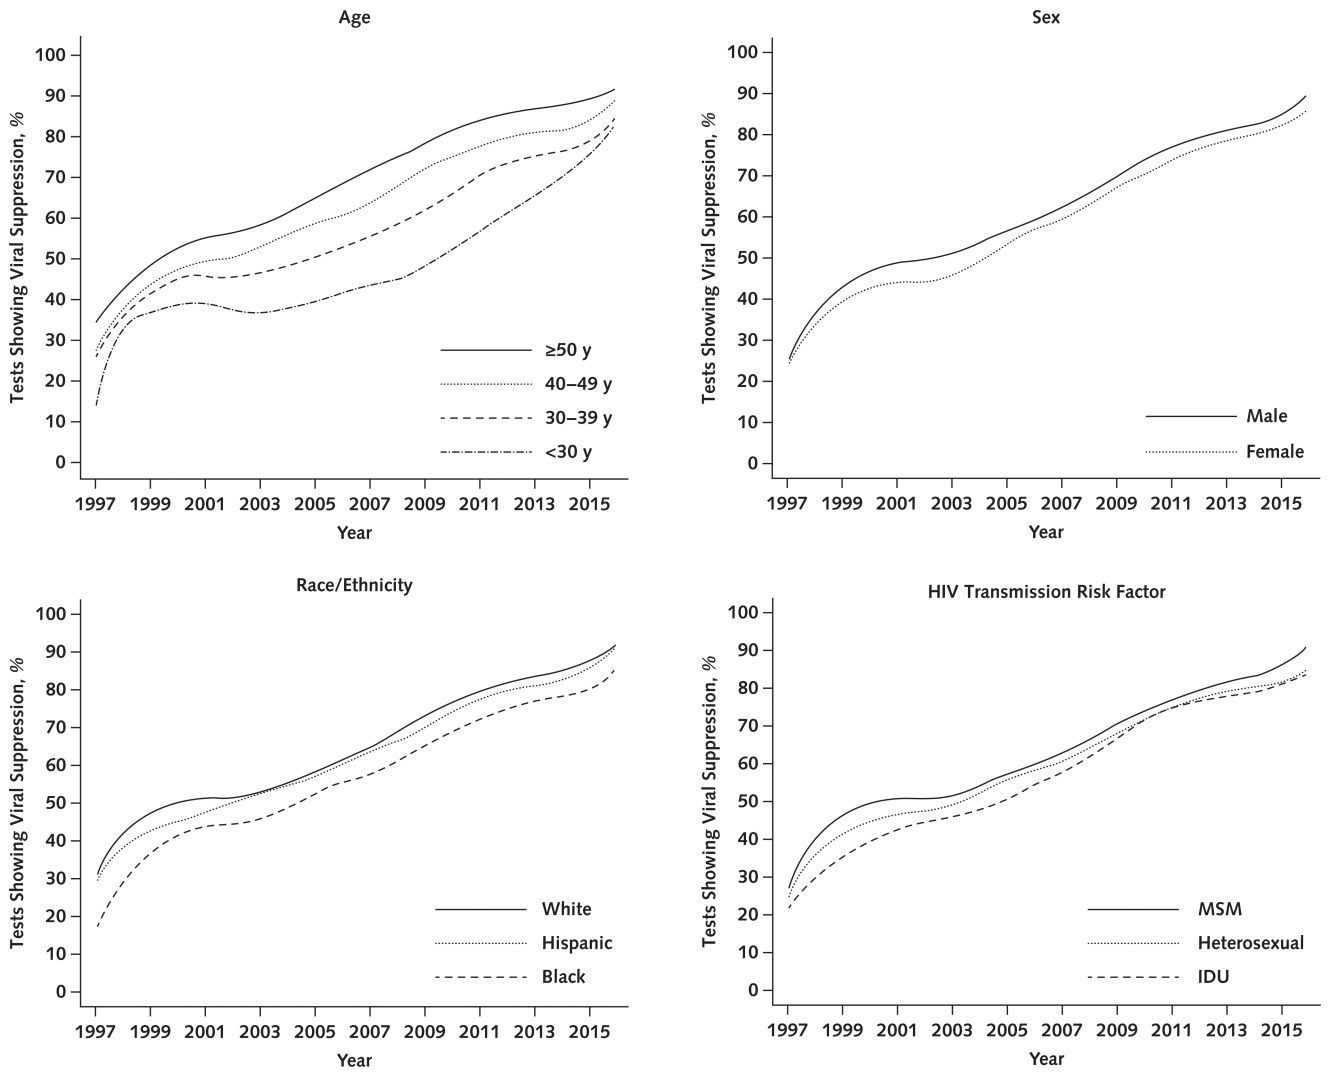 Age
Tests Showing Viral Suppression, %
100
90
80
70
60
50
40
30
20
10
0
≥50 y
40–49 y
30–39 y
<30 y
1997 1999 2001 2003 2005 2007 2009 2011 2013 2015
Year
Sex
Tests Showing Viral Suppression, %
100
90
80
70
60
50
40
30
20
10
0
Male
Female
1997 1999 2001 2003 2005 2007 2009 2011 2013 2015
Year
Race/Ethnicity
Tests Showing Viral Suppression, %
100
90
80
70
60
50
40
30
20
10
0
White
Hispanic
Black
1997 1999 2001 2003 2005 2007 2009 2011 2013 2015
Year
HIV Transmission Risk Factor
Tests Showing Viral Suppression, %
100
90
80
70
60
50
40
30
20
10
0
MSM
Heterosexual
IDU
1997 1999 2001 2003 2005 2007 2009 2011 2013 2015
Year